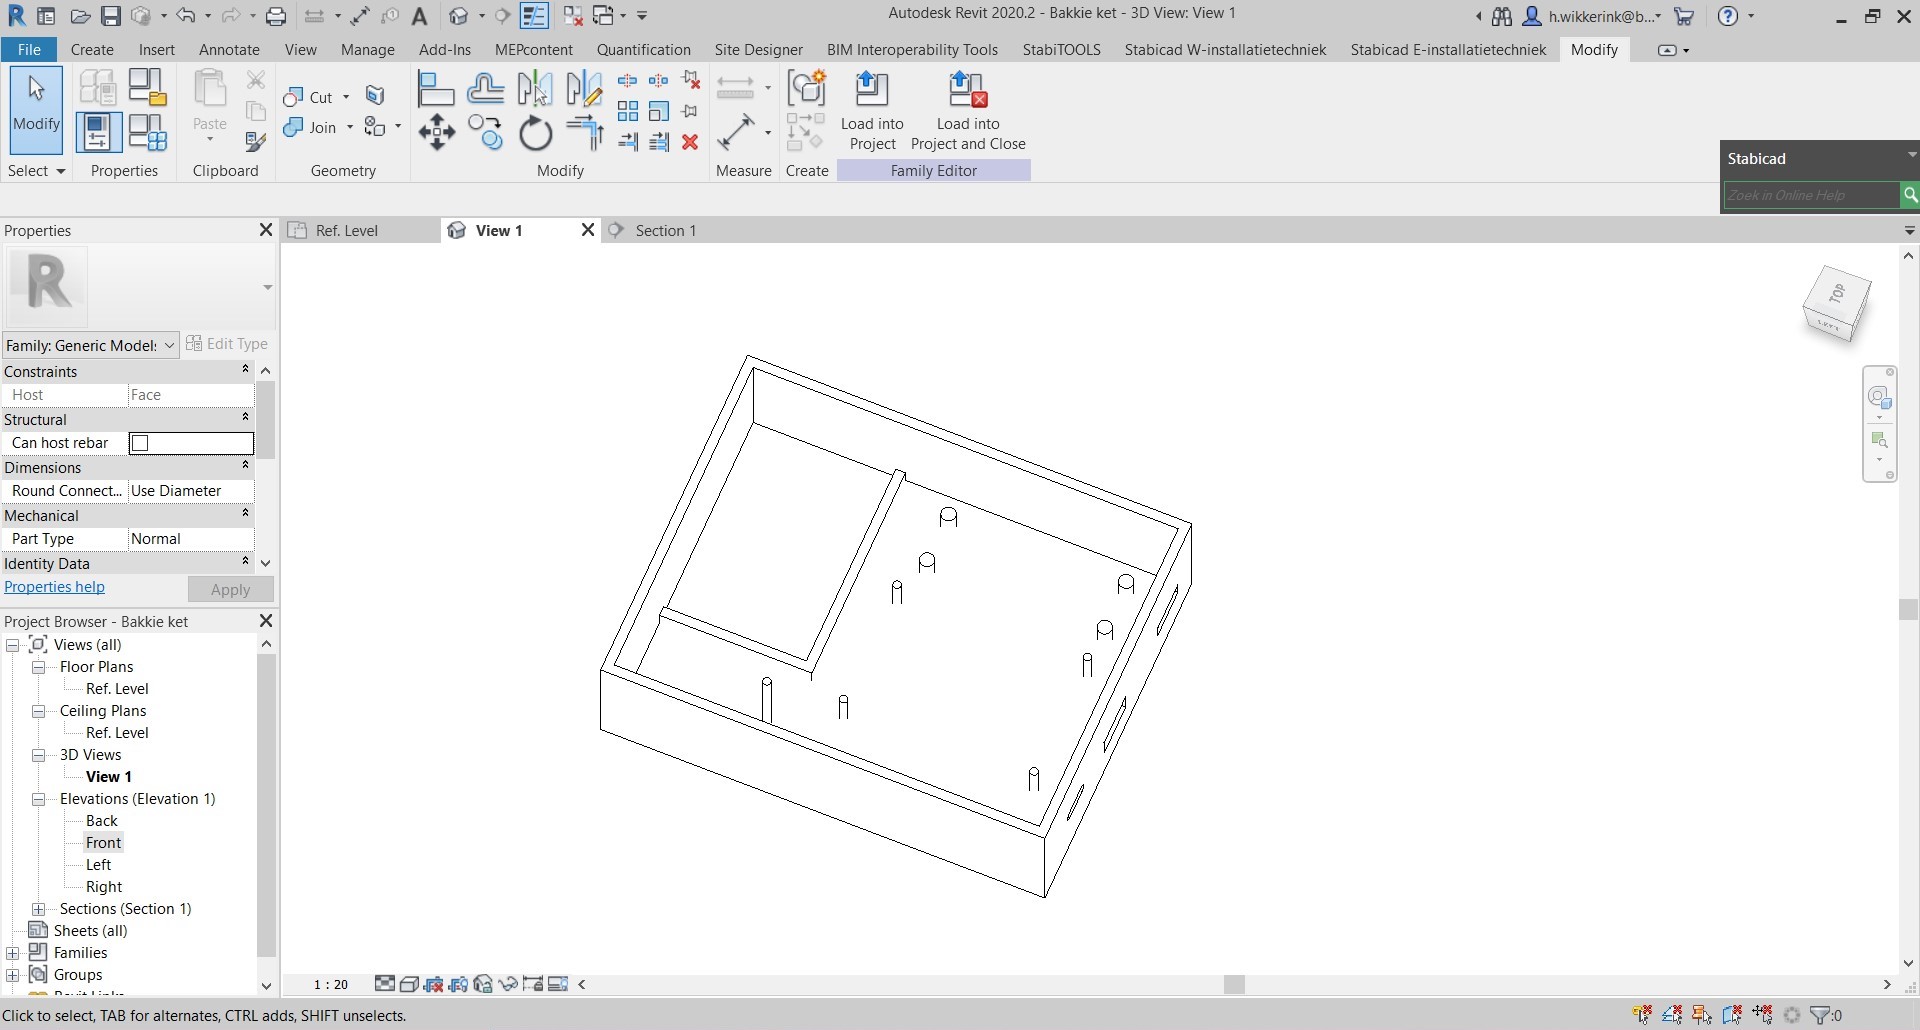 Autodesk Revit 2020.2 - Bakkie ket - 3D View: View 1
h.wikkerink@b...
File Create Insert Annotate View Manage Add-Ins MEPcontent Quantification Site Designer BIM Interoperability Tools StabiTOOLS Stabicad W-installatietechniek Stabicad E-installatietechniek Modify
Modify
Paste
Cut
Join
Load into Project
Load into Project and Close
Select Properties Clipboard Geometry Modify Measure Create Family Editor
Stabicad
Zoek in Online Help
Properties
Ref. Level View 1 Section 1
R
Family: Generic Models
Edit Type
Constraints
Host Face
Structural
Can host rebar
Dimensions
Round Connect... Use Diameter
Mechanical
Part Type Normal
Identity Data
Properties help Apply
Project Browser - Bakkie ket
Views (all)
Floor Plans
Ref. Level
Ceiling Plans
Ref. Level
3D Views
View 1
Elevations (Elevation 1)
Back
Front
Left
Right
Sections (Section 1)
Sheets (all)
Families
Groups
Revit Links
TOP
LEFT
1 : 20
Click to select, TAB for alternates, CTRL adds, SHIFT unselects.
:0